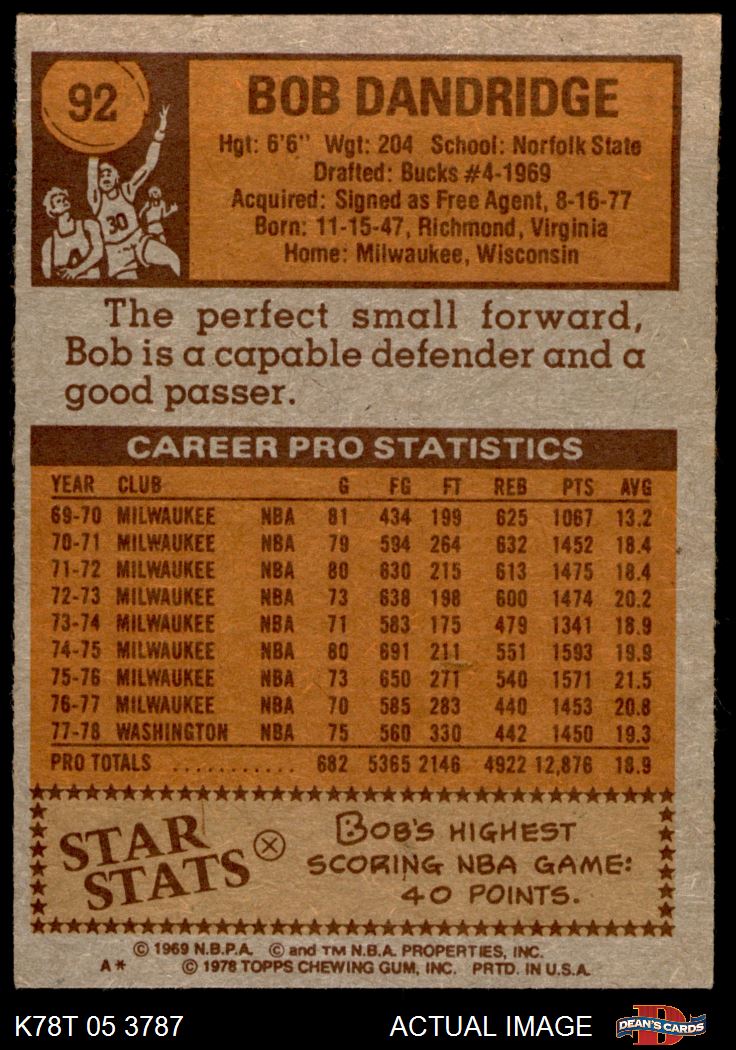 92
30
BOB DANDRIDGE
Hgt: 6'6" Wgt: 204 School: Norfolk State
Drafted: Bucks #4-1969
Acquired: Signed as Free Agent, 8-16-77
Born: 11-15-47, Richmond, Virginia
Home: Milwaukee, Wisconsin
The perfect small forward,
Bob is a capable defender and a
good passer.
CAREER PRO STATISTICS
YEAR CLUB G FG FT REB PTS AVG
69-70 MILWAUKEE NBA 81 434 199 625 1067 13.2
70-71 MILWAUKEE NBA 79 594 264 632 1452 18.4
71-72 MILWAUKEE NBA 80 630 215 613 1475 18.4
72-73 MILWAUKEE NBA 73 638 198 600 1474 20.2
73-74 MILWAUKEE NBA 71 583 175 479 1341 18.9
74-75 MILWAUKEE NBA 80 691 211 551 1593 19.9
75-76 MILWAUKEE NBA 73 650 271 540 1571 21.5
76-77 MILWAUKEE NBA 70 585 283 440 1453 20.8
77-78 WASHINGTON NBA 75 560 330 442 1450 19.3
PRO TOTALS ........... 682 5365 2146 4922 12,876 18.9
STAR
STATS
BOB'S HIGHEST
SCORING NBA GAME:
40 POINTS.
© 1969 N.B.P.A. © and TM N.B.A. PROPERTIES, INC.
A* © 1978 TOPPS CHEWING GUM, INC. PRTD. IN U.S.A.
K78T 05 3787 ACTUAL IMAGE D DEAN'S CARDS